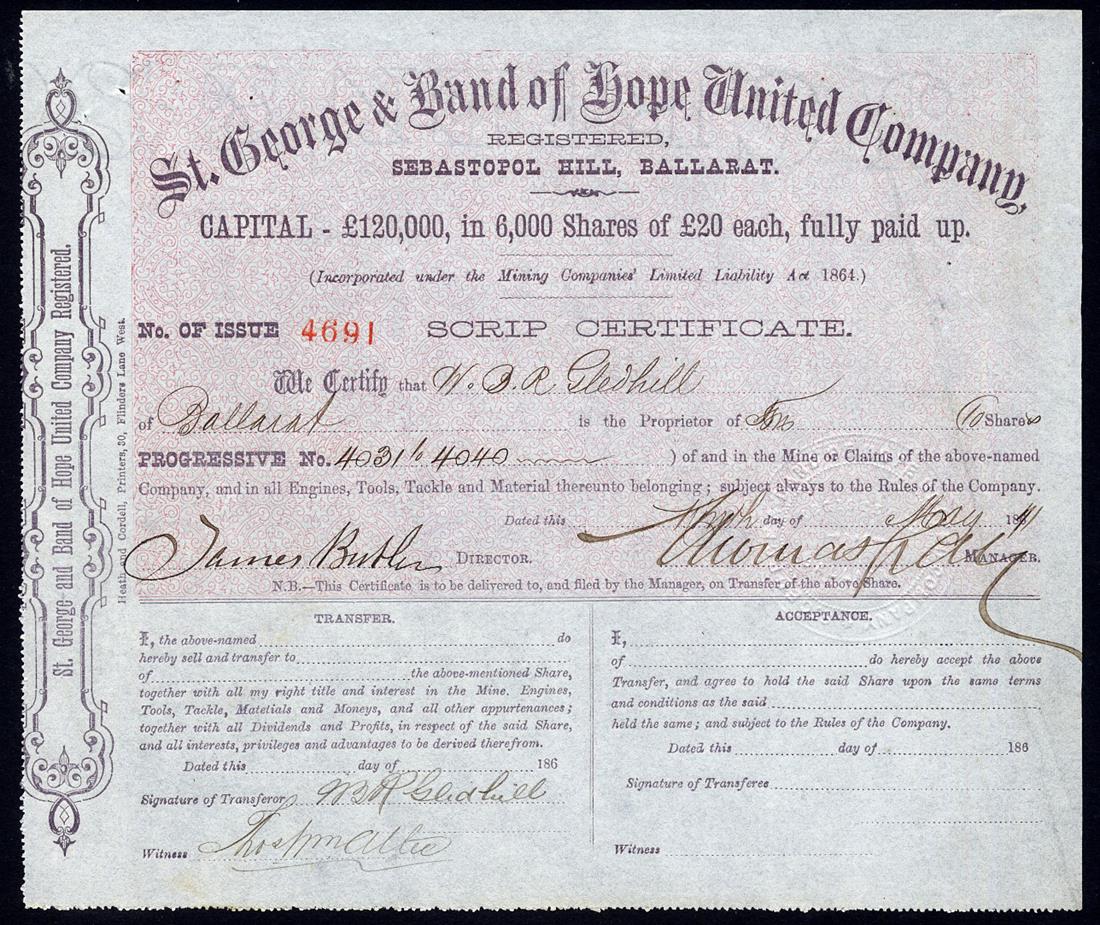 St. George & Band of Hope United Company,
REGISTERED,
SEBASTOPOL HILL, BALLARAT.
CAPITAL - £120,000, in 6,000 Shares of £20 each, fully paid up.
(Incorporated under the Mining Companies' Limited Liability Act 1864.)
No. OF ISSUE 4691 SCRIP CERTIFICATE.
We Certify that W. B. R Gledhill
of Ballarat is the Proprietor of Ten (10 Shares
PROGRESSIVE No. 4031 to 4040 ) of and in the Mine or Claims of the above-named
Company, and in all Engines, Tools, Tackle and Material thereunto belonging; subject always to the Rules of the Company.
Dated this day of May 18
James Butler DIRECTOR. Thomas MANAGER.
N.B.—This Certificate is to be delivered to, and filed by the Manager, on Transfer of the above Share.
TRANSFER.
I, the above-named do
hereby sell and transfer to
of the above-mentioned Share,
together with all my right title and interest in the Mine. Engines,
Tools, Tackle, Matetials and Moneys, and all other appurtenances;
together with all Dividends and Profits, in respect of the said Share,
and all interests, privileges and advantages to be derived therefrom.
Dated this day of 186
Signature of Transferor WBR Gledhill
Witness
ACCEPTANCE.
I,
of do hereby accept the above
Transfer, and agree to hold the said Share upon the same terms
and conditions as the said
held the same; and subject to the Rules of the Company.
Dated this day of 186
Signature of Transferee
Witness
St. George and Band of Hope United Company Registered.
Heath and Cordell, Printers, 30, Flinders Lane West.